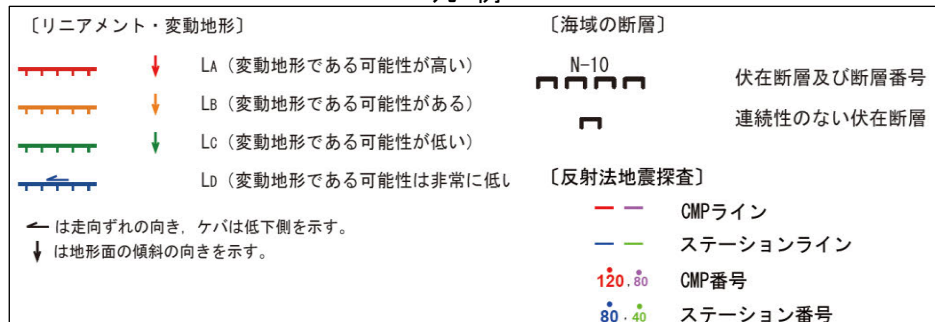 〔リニアメント・変動地形〕
LA（変動地形である可能性が高い）
LB（変動地形である可能性がある）
LC（変動地形である可能性が低い）
LD（変動地形である可能性は非常に低い
は走向ずれの向き，ケバは低下側を示す。
は地形面の傾斜の向きを示す。
〔海域の断層〕
N-10
伏在断層及び断層番号
連続性のない伏在断層
〔反射法地震探査〕
CMPライン
ステーションライン
120．80 CMP番号
80・40 ステーション番号